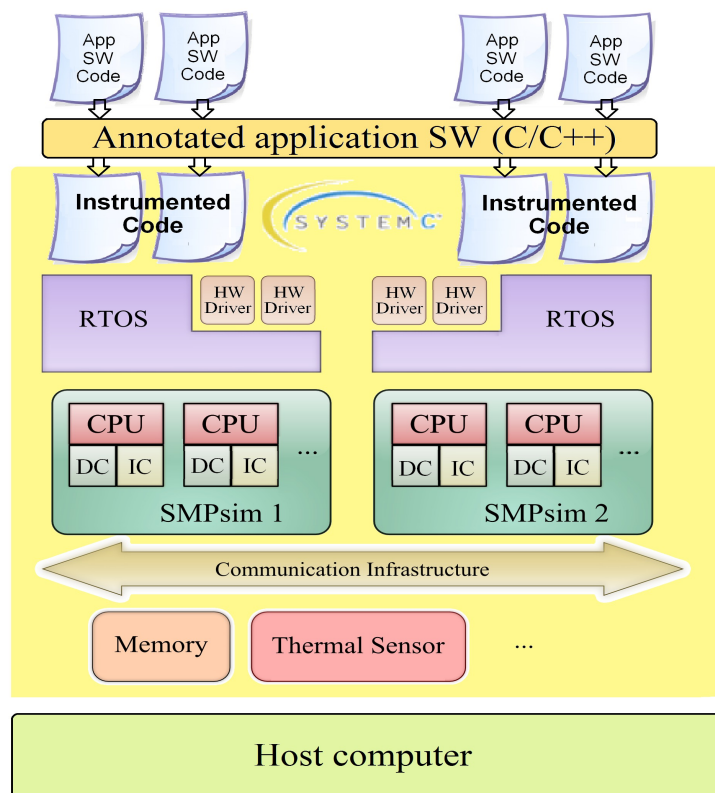 App
SW
Code
App
SW
Code
App
SW
Code
App
SW
Code
Annotated application SW (C/C++)
Instrumented
Code
SYSTEM C™
Instrumented
Code
RTOS
HW
Driver
HW
Driver
HW
Driver
HW
Driver
RTOS
CPU
DC
IC
CPU
DC
IC
...
SMPsim 1
CPU
DC
IC
CPU
DC
IC
...
SMPsim 2
Communication Infrastructure
Memory
Thermal Sensor
...
Host computer